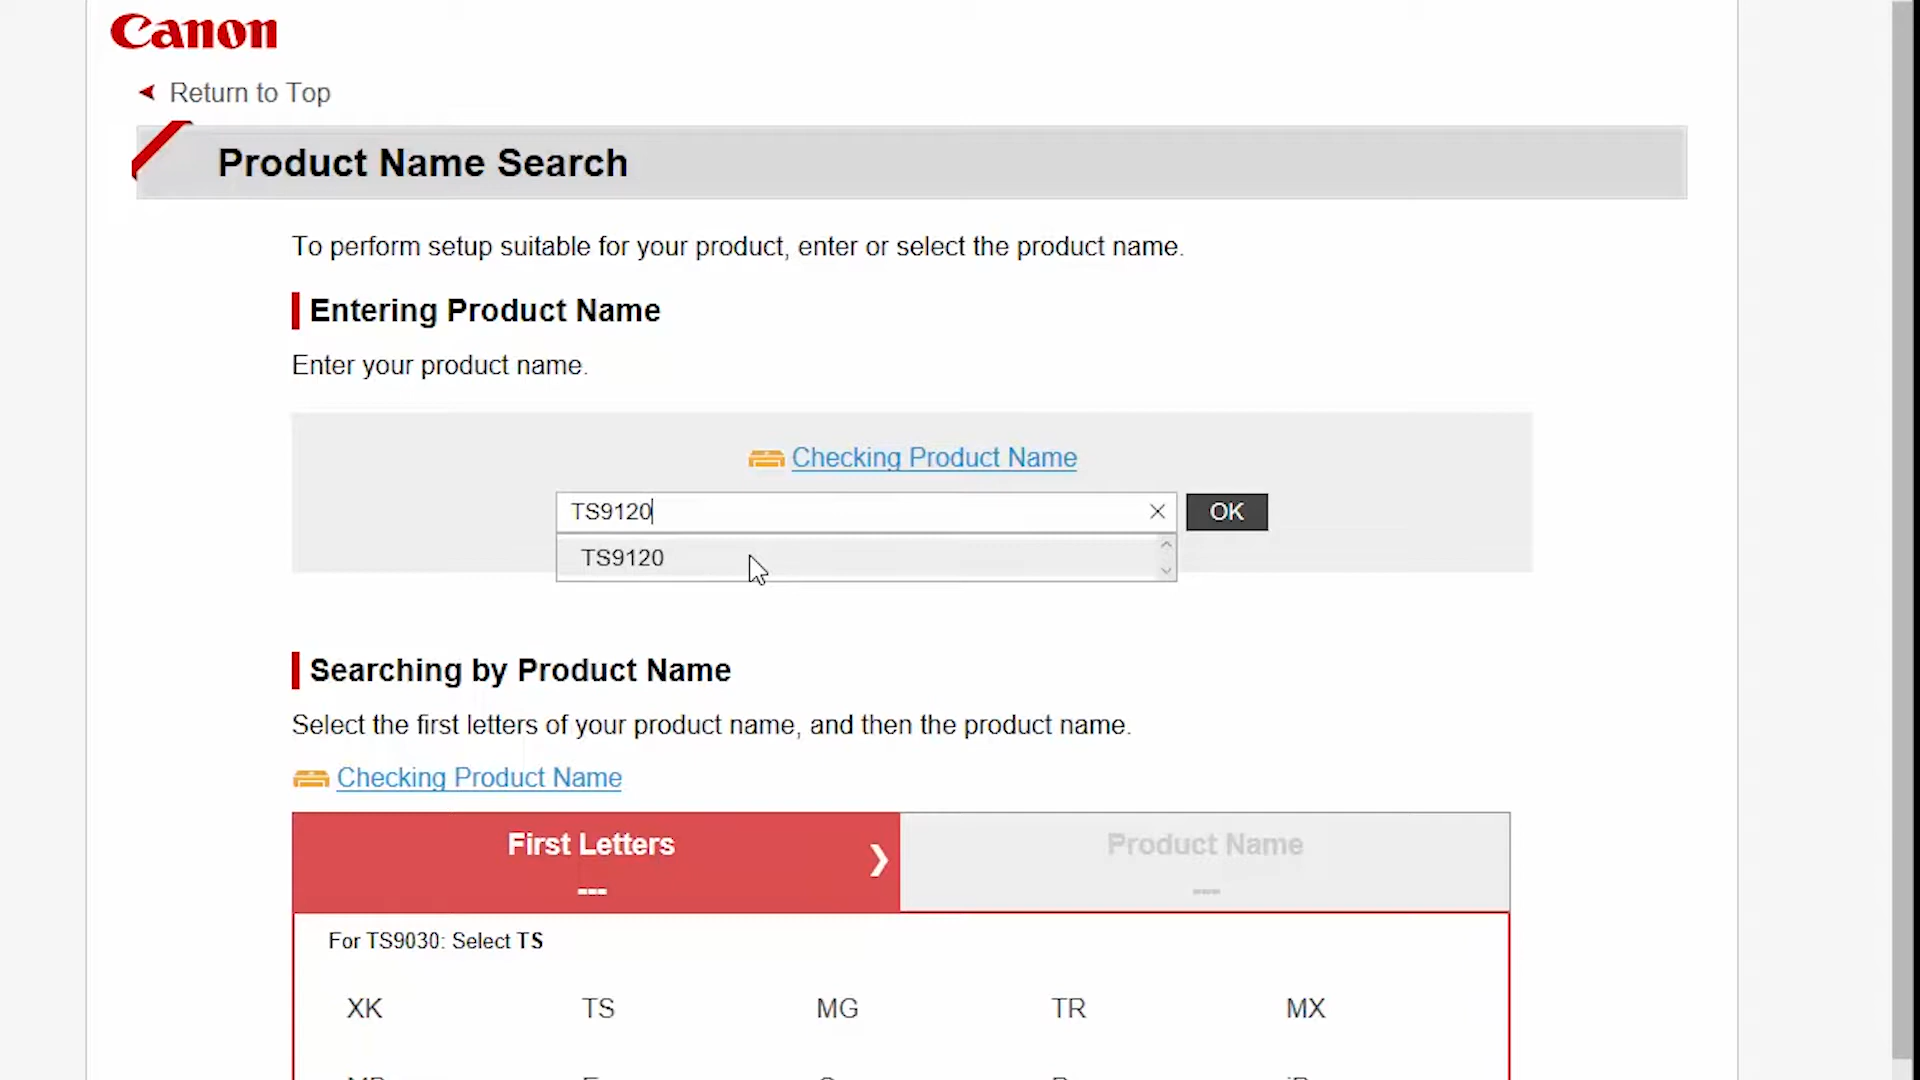 Canon
Return to Top
Product Name Search
To perform setup suitable for your product, enter or select the product name.
Entering Product Name
Enter your product name.
Checking Product Name
TS9120
OK
TS9120
Searching by Product Name
Select the first letters of your product name, and then the product name.
Checking Product Name
First Letters
---
Product Name
---
For TS9030: Select TS
XK TS MG TR MX